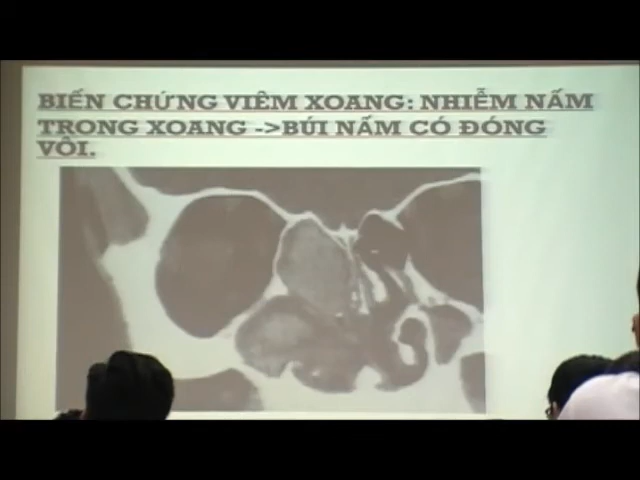 BIẾN CHỨNG VIÊM XOANG: NHIỄM NẤM
TRONG XOANG ->BÚI NẤM CÓ ĐÓNG
VÔI.